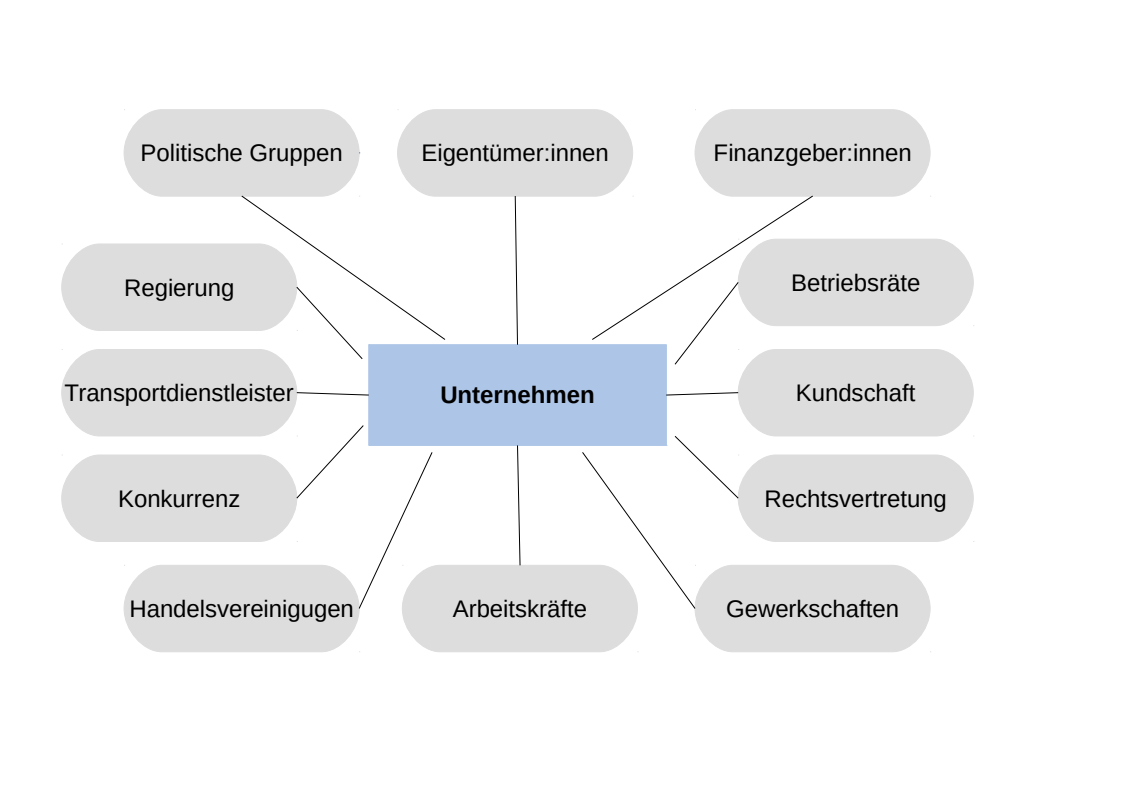 Politische Gruppen
Eigentümer:innen
Finanzgeber:innen
Regierung
Betriebsräte
Transportdienstleister
Unternehmen
Kundschaft
Konkurrenz
Rechtsvertretung
Handelsvereinigugen
Arbeitskräfte
Gewerkschaften